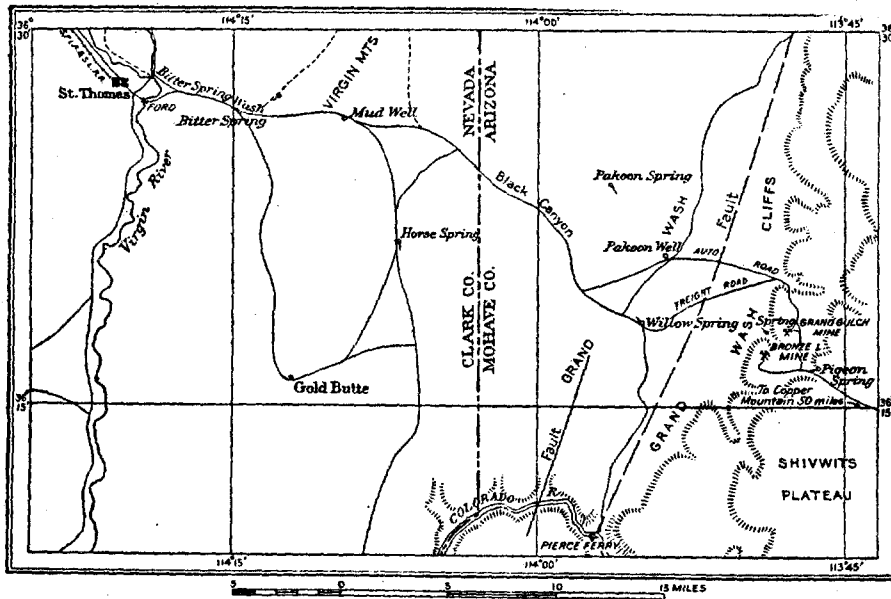 114°15'
114°00'
113°45'
36°
30'
36°
30'
St. Thomas
FORD
Bitter Spring Wash
Bitter Spring
VIRGIN MTS
Mud Well
NEVADA
ARIZONA
Black Canyon
Pakoon Spring
WASH
Fault
CLIFFS
Virgin River
Horse Spring
Pakoon Well
AUTO ROAD
FREIGHT ROAD
CLARK CO.
MOHAVE CO.
Willow Spring
Spring
GRAND GULCH
MINE
WASH
BRONZE L.
MINE
Pigeon
Spring
Gold Butte
GRAND
Fault
GRAND
To Copper
Mountain 50 miles
36°
15'
36°
15'
SHIVWITS
PLATEAU
COLORADO R.
PIERCE FERRY
114°15'
114°00'
113°45'
5 0 5 10 15 MILES